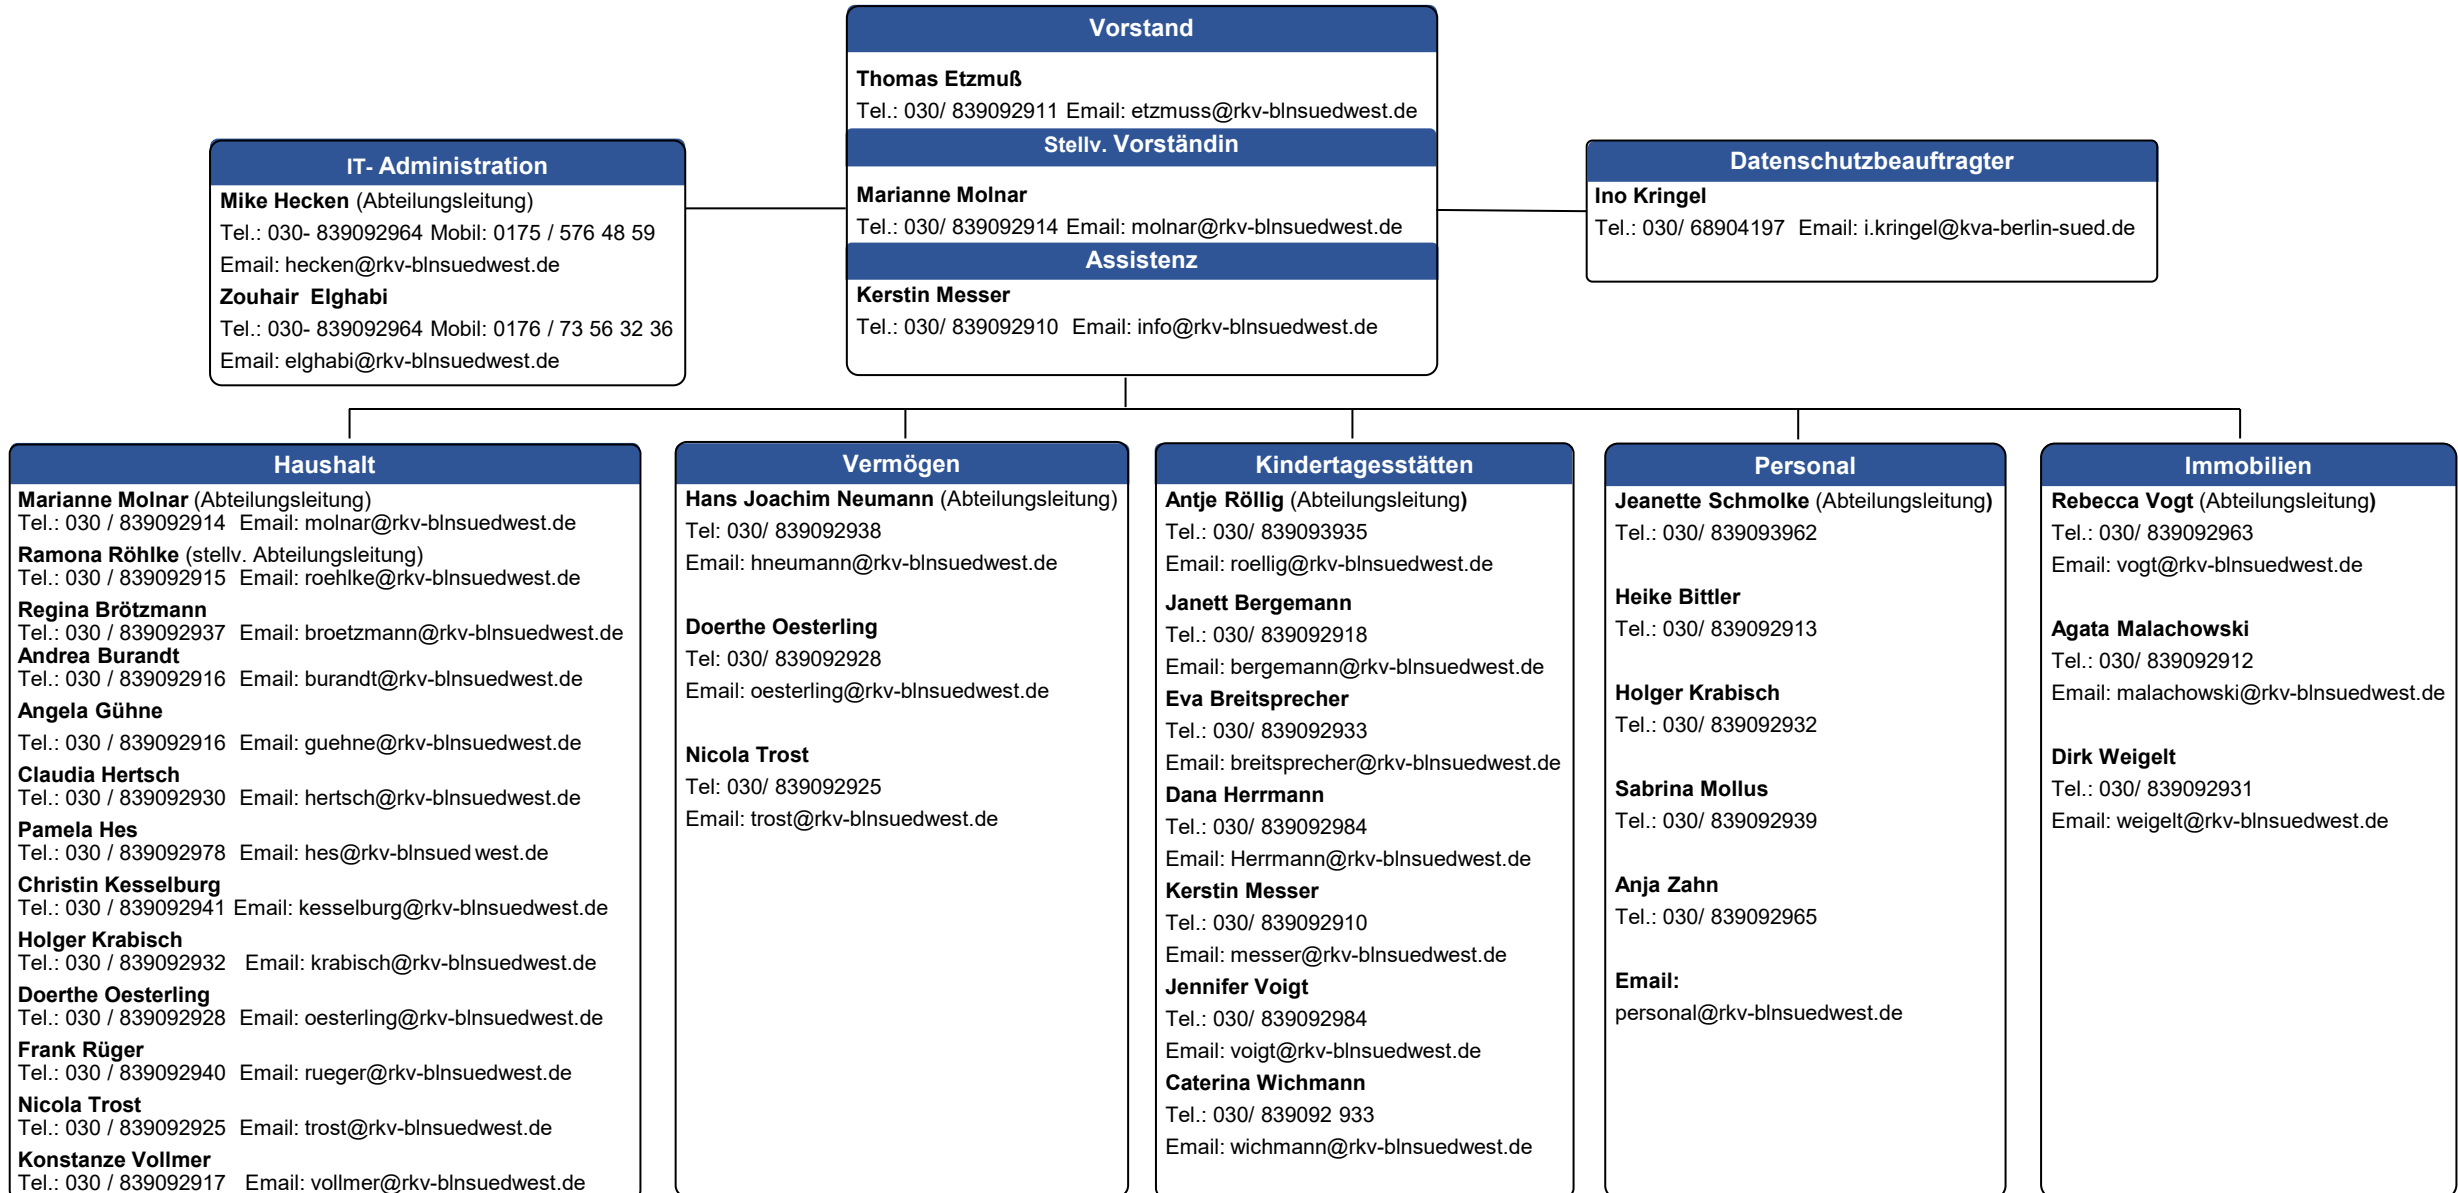 Vorstand
Thomas Etzmuß
Tel.: 030/ 839092911 Email: etzmuss@rkv-blnsuedwest.de
Stellv. Vorständin
Marianne Molnar
Tel.: 030/ 839092914 Email: molnar@rkv-blnsuedwest.de
Assistenz
Kerstin Messer
Tel.: 030/ 839092910 Email: info@rkv-blnsuedwest.de
IT- Administration
Mike Hecken (Abteilungsleitung)
Tel.: 030- 839092964 Mobil: 0175 / 576 48 59
Email: hecken@rkv-blnsuedwest.de
Zouhair Elghabi
Tel.: 030- 839092964 Mobil: 0176 / 73 56 32 36
Email: elghabi@rkv-blnsuedwest.de
Datenschutzbeauftragter
Ino Kringel
Tel.: 030/ 68904197 Email: i.kringel@kva-berlin-sued.de
Haushalt
Marianne Molnar (Abteilungsleitung)
Tel.: 030 / 839092914 Email: molnar@rkv-blnsuedwest.de
Ramona Röhlke (stellv. Abteilungsleitung)
Tel.: 030 / 839092915 Email: roehlke@rkv-blnsuedwest.de
Regina Brötzmann
Tel.: 030 / 839092937 Email: broetzmann@rkv-blnsuedwest.de
Andrea Burandt
Tel.: 030 / 839092916 Email: burandt@rkv-blnsuedwest.de
Angela Gühne
Tel.: 030 / 839092916 Email: guehne@rkv-blnsuedwest.de
Claudia Hertsch
Tel.: 030 / 839092930 Email: hertsch@rkv-blnsuedwest.de
Pamela Hes
Tel.: 030 / 839092978 Email: hes@rkv-blnsued west.de
Christin Kesselburg
Tel.: 030 / 839092941 Email: kesselburg@rkv-blnsuedwest.de
Holger Krabisch
Tel.: 030 / 839092932 Email: krabisch@rkv-blnsuedwest.de
Doerthe Oesterling
Tel.: 030 / 839092928 Email: oesterling@rkv-blnsuedwest.de
Frank Rüger
Tel.: 030 / 839092940 Email: rueger@rkv-blnsuedwest.de
Nicola Trost
Tel.: 030 / 839092925 Email: trost@rkv-blnsuedwest.de
Konstanze Vollmer
Tel.: 030 / 839092917 Email: vollmer@rkv-blnsuedwest.de
Vermögen
Hans Joachim Neumann (Abteilungsleitung)
Tel: 030/ 839092938
Email: hneumann@rkv-blnsuedwest.de
Doerthe Oesterling
Tel: 030/ 839092928
Email: oesterling@rkv-blnsuedwest.de
Nicola Trost
Tel: 030/ 839092925
Email: trost@rkv-blnsuedwest.de
Kindertagesstätten
Antje Röllig (Abteilungsleitung)
Tel.: 030/ 839093935
Email: roellig@rkv-blnsuedwest.de
Janett Bergemann
Tel.: 030/ 839092918
Email: bergemann@rkv-blnsuedwest.de
Eva Breitsprecher
Tel.: 030/ 839092933
Email: breitsprecher@rkv-blnsuedwest.de
Dana Herrmann
Tel.: 030/ 839092984
Email: Herrmann@rkv-blnsuedwest.de
Kerstin Messer
Tel.: 030/ 839092910
Email: messer@rkv-blnsuedwest.de
Jennifer Voigt
Tel.: 030/ 839092984
Email: voigt@rkv-blnsuedwest.de
Caterina Wichmann
Tel.: 030/ 839092 933
Email: wichmann@rkv-blnsuedwest.de
Personal
Jeanette Schmolke (Abteilungsleitung)
Tel.: 030/ 839093962
Heike Bittler
Tel.: 030/ 839092913
Holger Krabisch
Tel.: 030/ 839092932
Sabrina Mollus
Tel.: 030/ 839092939
Anja Zahn
Tel.: 030/ 839092965
Email:
personal@rkv-blnsuedwest.de
Immobilien
Rebecca Vogt (Abteilungsleitung)
Tel.: 030/ 839092963
Email: vogt@rkv-blnsuedwest.de
Agata Malachowski
Tel.: 030/ 839092912
Email: malachowski@rkv-blnsuedwest.de
Dirk Weigelt
Tel.: 030/ 839092931
Email: weigelt@rkv-blnsuedwest.de